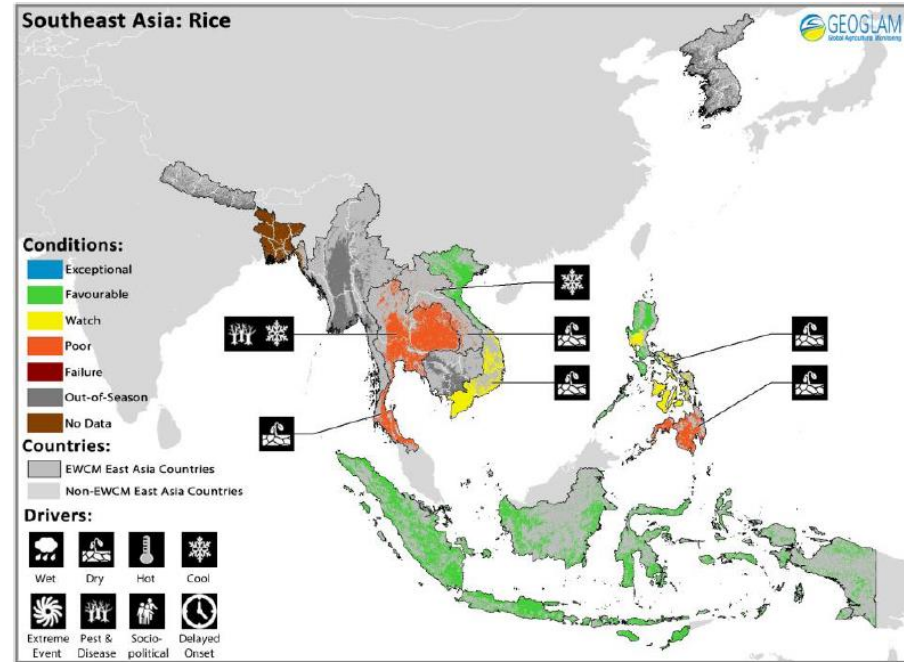 Southeast Asia: Rice
GEOGLAM
Global Agricultural Monitoring
Conditions:
Exceptional
Favourable
Watch
Poor
Failure
Out-of-Season
No Data
Countries:
EWCM East Asia Countries
Non-EWCM East Asia Countries
Drivers:
Wet
Dry
Hot
Cool
Extreme Event
Pest & Disease
Socio-political
Delayed Onset